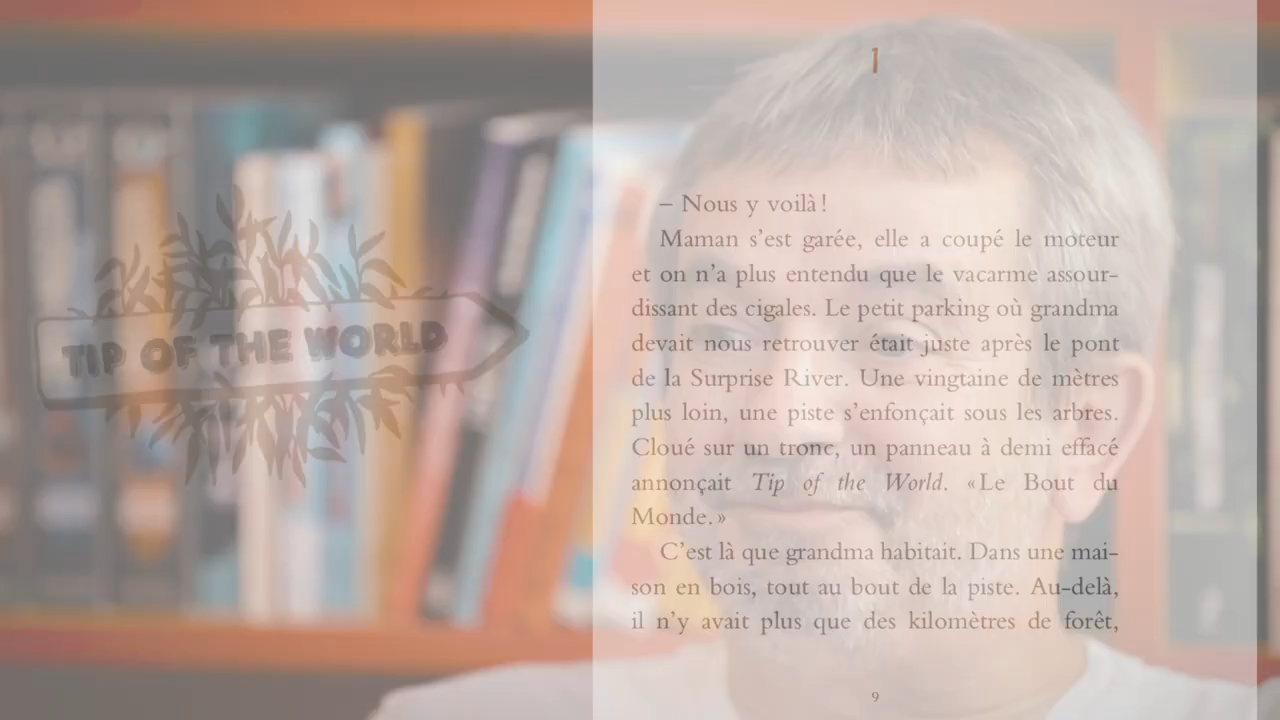 TIP OF THE WORLD
1
– Nous y voilà !
Maman s'est garée, elle a coupé le moteur
et on n'a plus entendu que le vacarme assour-
dissant des cigales. Le petit parking où grandma
devait nous retrouver était juste après le pont
de la Surprise River. Une vingtaine de mètres
plus loin, une piste s'enfonçait sous les arbres.
Cloué sur un tronc, un panneau à demi effacé
annonçait Tip of the World. « Le Bout du
Monde. »
C'est là que grandma habitait. Dans une mai-
son en bois, tout au bout de la piste. Au-delà,
il n'y avait plus que des kilomètres de forêt,
9